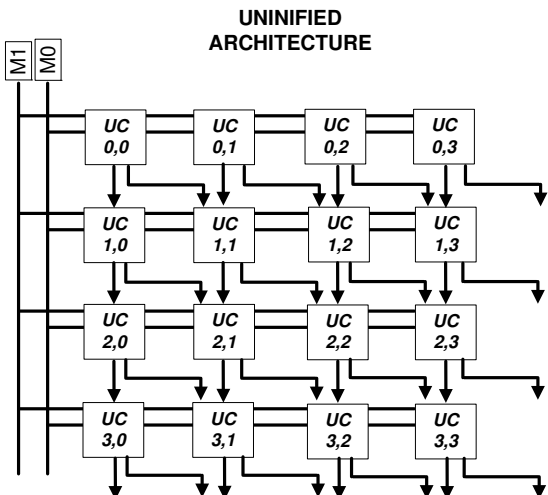 UNINIFIED
ARCHITECTURE
M1 M0
UC UC UC UC
0,0 0,1 0,2 0,3
UC UC UC UC
1,0 1,1 1,2 1,3
UC UC UC UC
2,0 2,1 2,2 2,3
UC UC UC UC
3,0 3,1 3,2 3,3